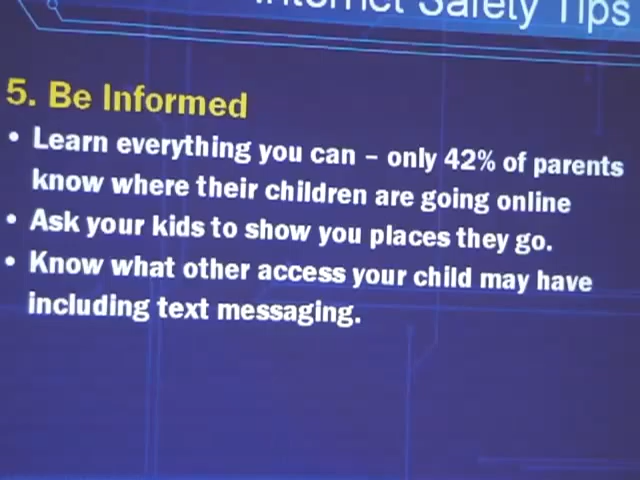 Internet Safety Tips
5. Be Informed
• Learn everything you can – only 42% of parents
know where their children are going online
• Ask your kids to show you places they go.
• Know what other access your child may have
including text messaging.